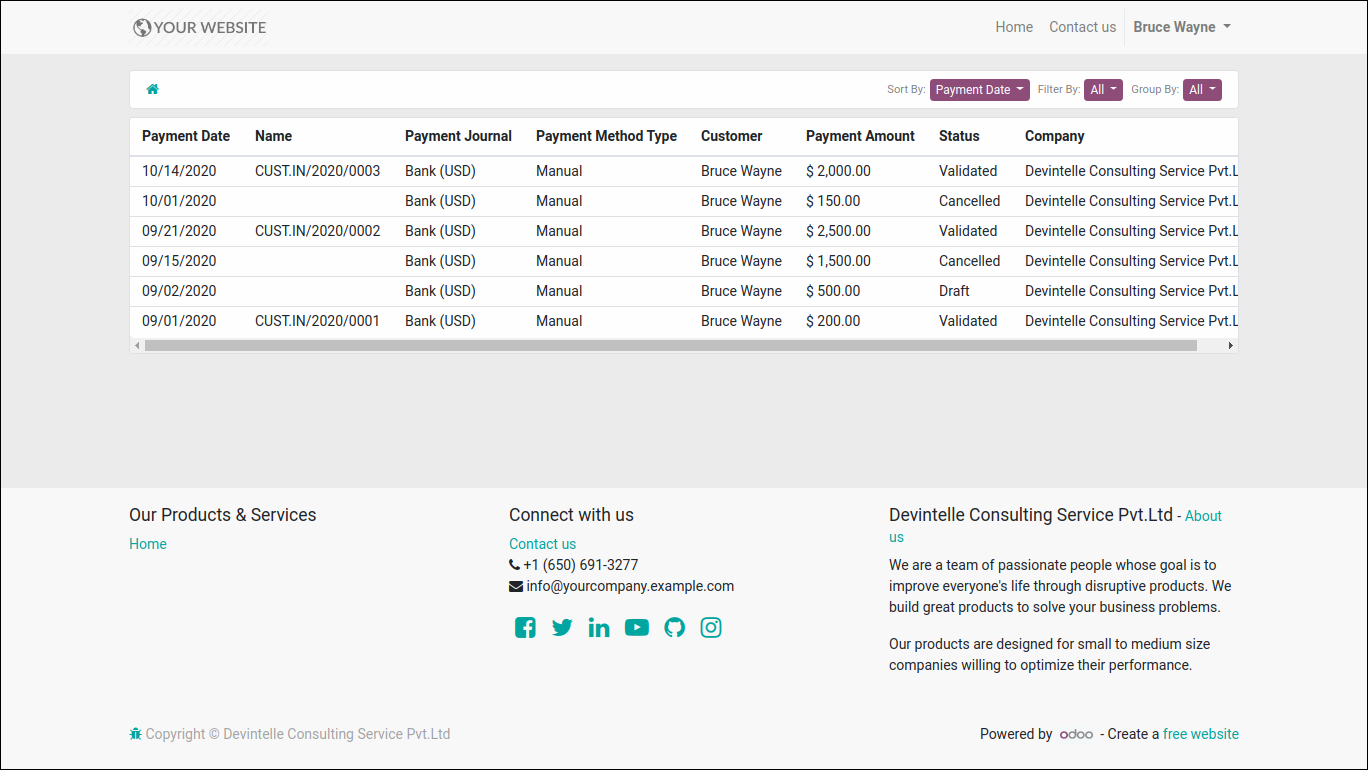 YOUR WEBSITE Home Contact us Bruce Wayne
Sort By: Payment Date Filter By: All Group By: All
Payment Date Name Payment Journal Payment Method Type Customer Payment Amount Status Company
10/14/2020 CUST.IN/2020/0003 Bank (USD) Manual Bruce Wayne $ 2,000.00 Validated Devintelle Consulting Service Pvt.L
10/01/2020 Bank (USD) Manual Bruce Wayne $ 150.00 Cancelled Devintelle Consulting Service Pvt.L
09/21/2020 CUST.IN/2020/0002 Bank (USD) Manual Bruce Wayne $ 2,500.00 Validated Devintelle Consulting Service Pvt.L
09/15/2020 Bank (USD) Manual Bruce Wayne $ 1,500.00 Cancelled Devintelle Consulting Service Pvt.L
09/02/2020 Bank (USD) Manual Bruce Wayne $ 500.00 Draft Devintelle Consulting Service Pvt.L
09/01/2020 CUST.IN/2020/0001 Bank (USD) Manual Bruce Wayne $ 200.00 Validated Devintelle Consulting Service Pvt.L
Our Products & Services
Home
Connect with us
Contact us
+1 (650) 691-3277
info@yourcompany.example.com
Devintelle Consulting Service Pvt.Ltd - About
us
We are a team of passionate people whose goal is to
improve everyone's life through disruptive products. We
build great products to solve your business problems.
Our products are designed for small to medium size
companies willing to optimize their performance.
Copyright © Devintelle Consulting Service Pvt.Ltd
Powered by odoo - Create a free website